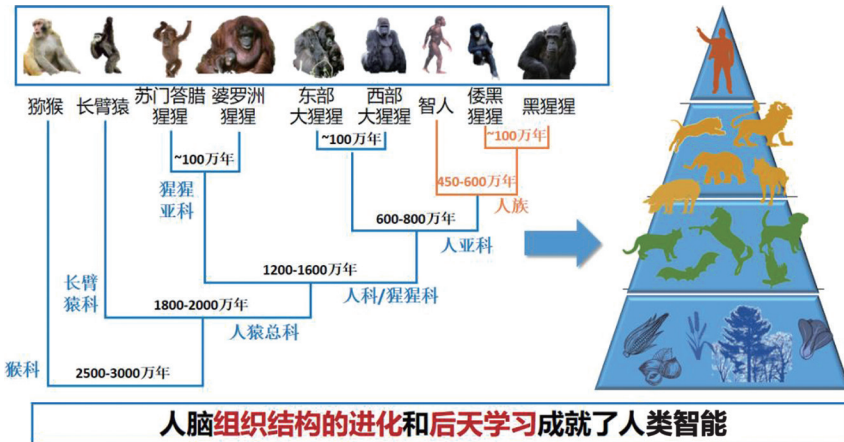 猕猴
长臂猿
苏门答腊
猩猩
婆罗洲
猩猩
东部
大猩猩
西部
大猩猩
智人
倭黑
猩猩
黑猩猩
~100万年
~100万年
~100万年
猩猩
亚科
450-600万年
人族
600-800万年
人亚科
1200-1600万年
人科/猩猩科
长臂
猿科
1800-2000万年
人猿总科
猴科
2500-3000万年
人脑组织结构的进化和后天学习成就了人类智能